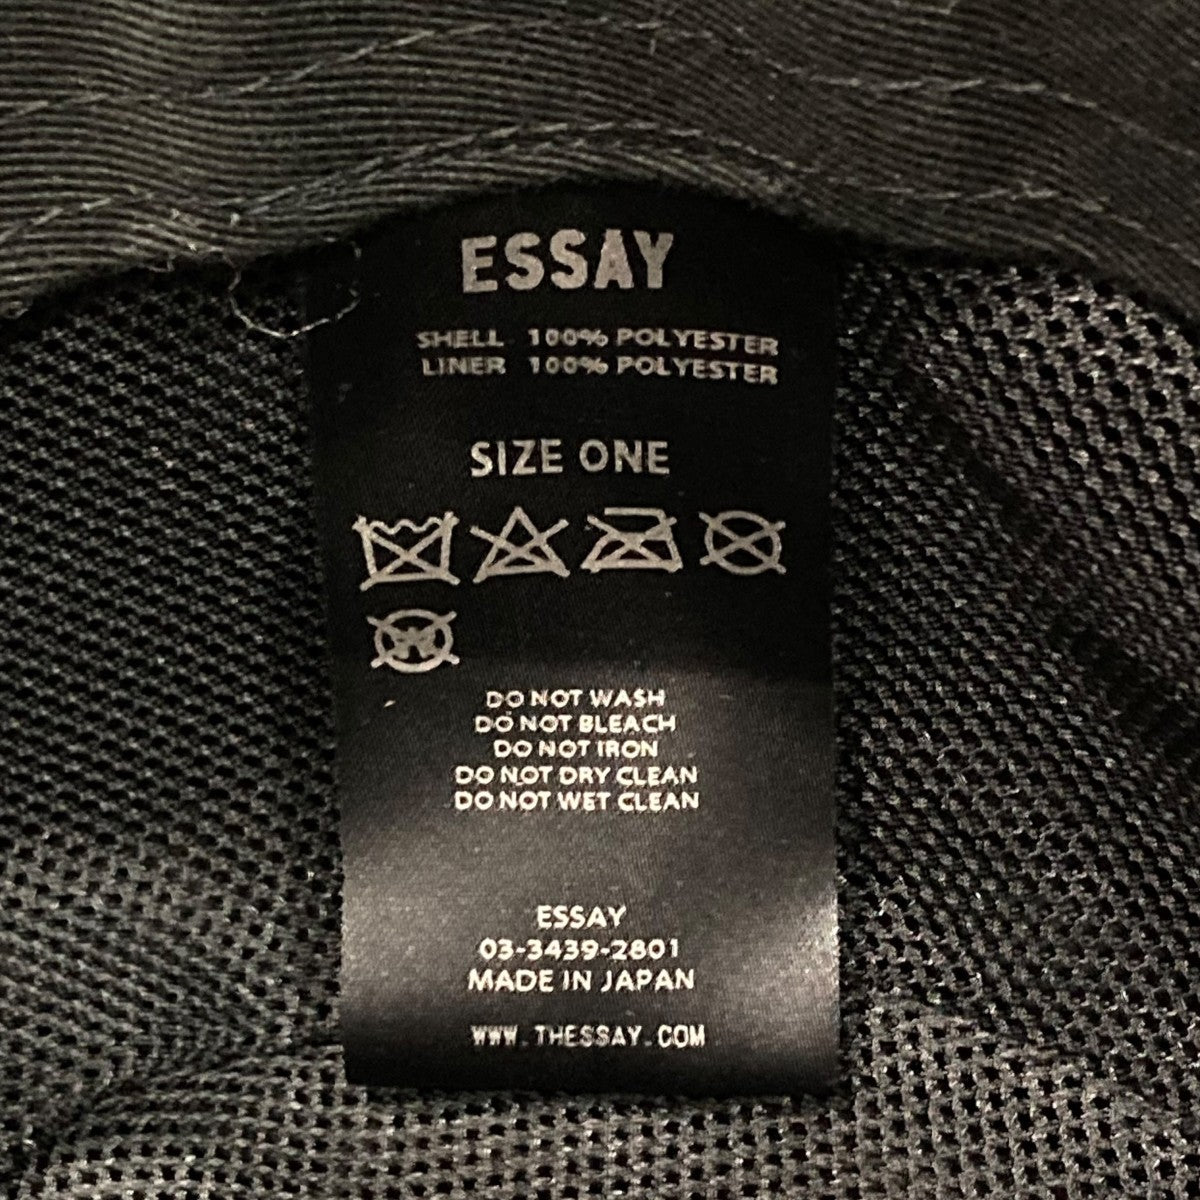 ESSAY
SHELL 100% POLYESTER
LINER 100% POLYESTER
SIZE ONE
W
DO NOT WASH
DO NOT BLEACH
DO NOT IRON
DO NOT DRY CLEAN
DO NOT WET CLEAN
ESSAY
03-3439-2801
MADE IN JAPAN
WWW.THESSAY.COM